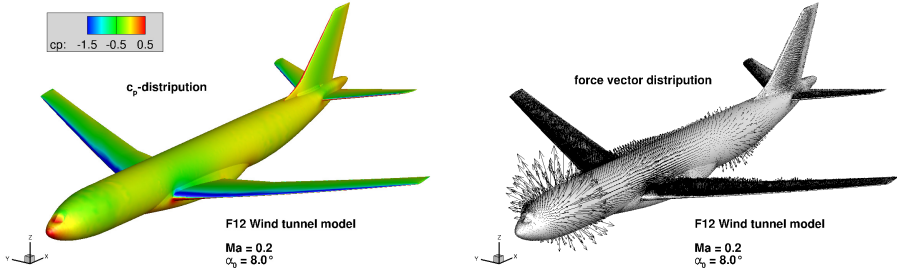 cp: -1.5 -0.5 0.5
cp-distripution
F12 Wind tunnel model
Ma = 0.2
α0 = 8.0°
Z
Y
X
force vector distripution
F12 Wind tunnel model
Ma = 0.2
α0 = 8.0°
Z
Y
X